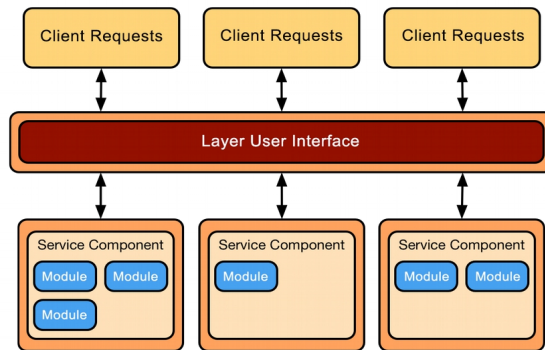 Client Requests
Client Requests
Client Requests
Layer User Interface
Service Component
Module
Module
Module
Service Component
Module
Service Component
Module
Module